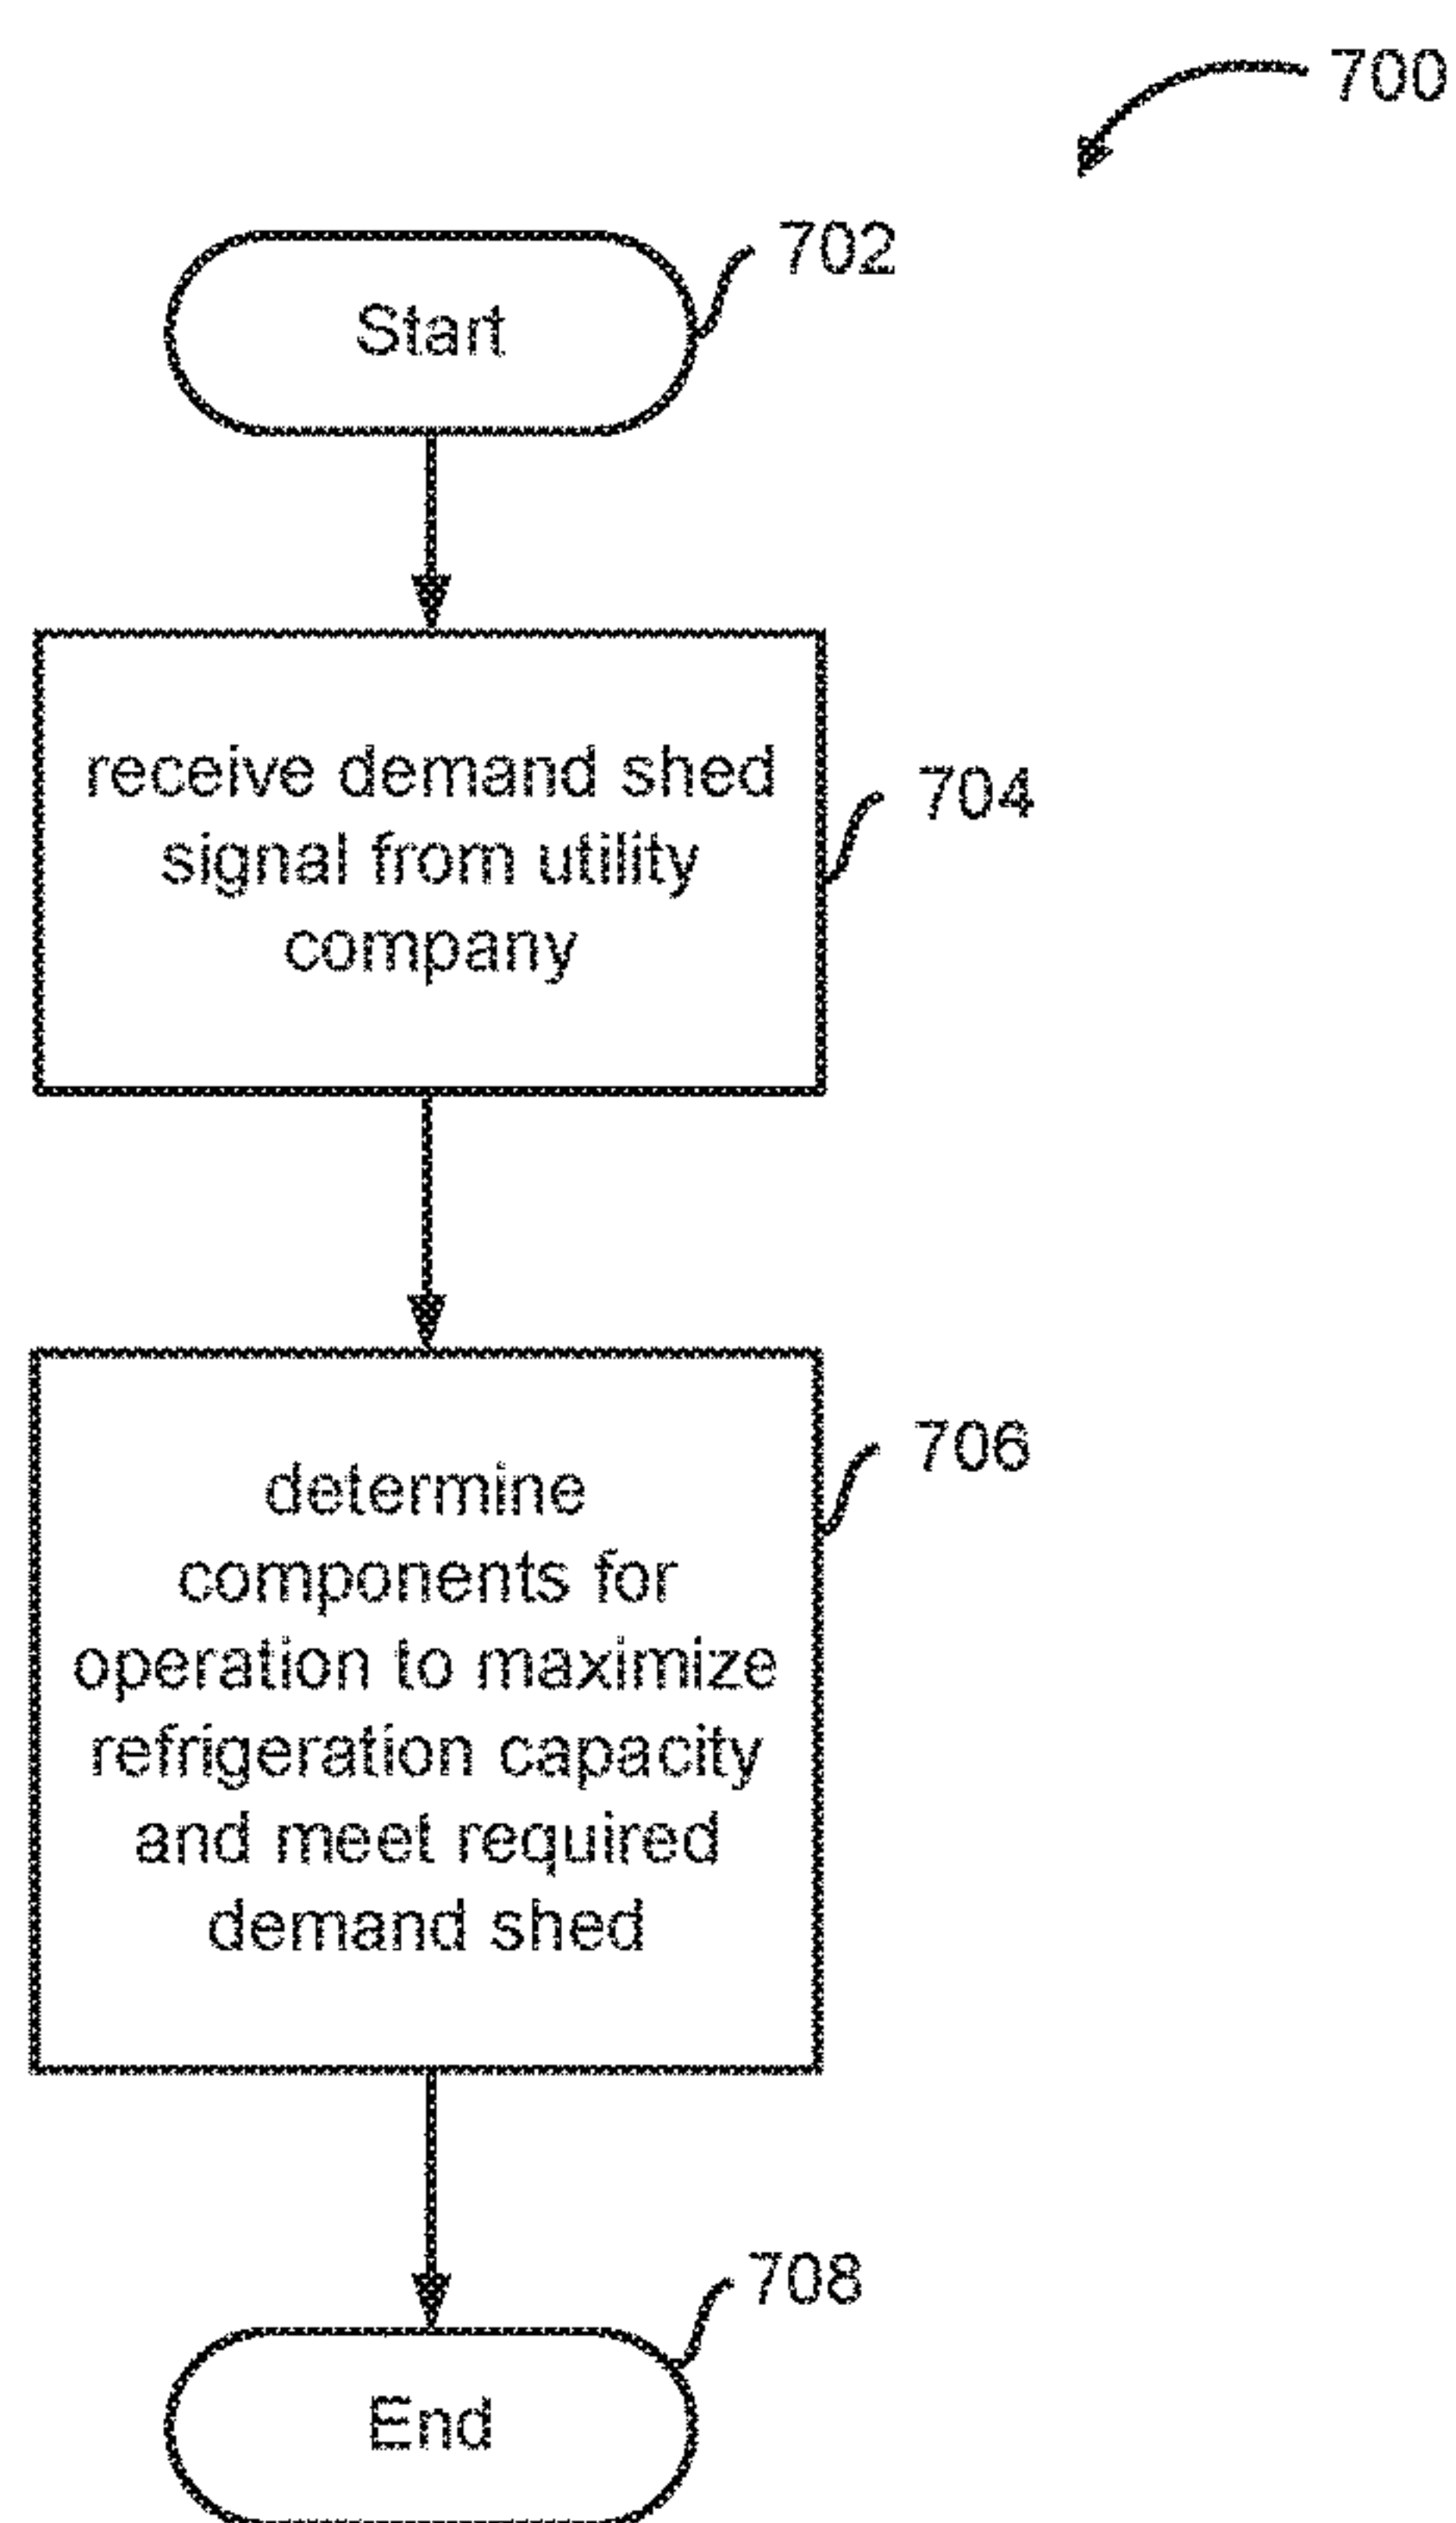 700
702
Start
receive demand shed
signal from utility
company
704
determine
components for
operation to maximize
refrigeration capacity
and meet required
demand shed
706
708
End